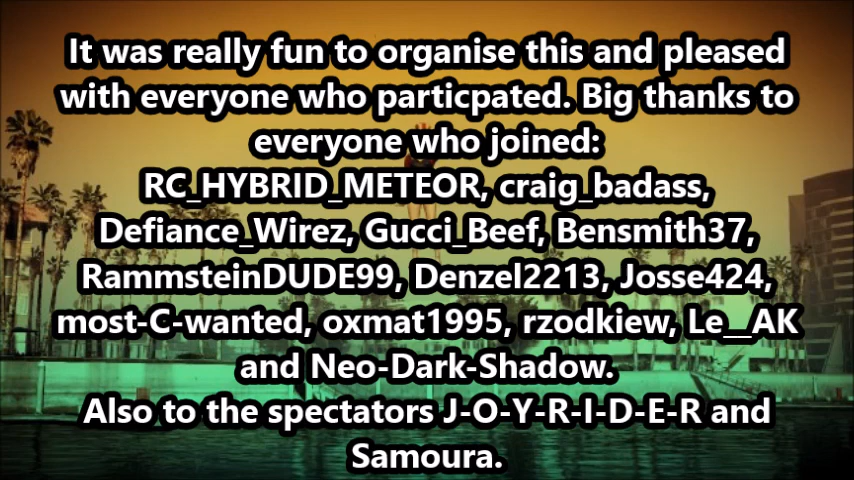 It was really fun to organise this and pleased
with everyone who particpated. Big thanks to
everyone who joined:
RC_HYBRID_METEOR, craig_badass,
Defiance_Wirez, Gucci_Beef, Bensmith37,
RammsteinDUDE99, Denzel2213, Josse424,
most-C-wanted, oxmat1995, rzodkiew, Le__AK
and Neo-Dark-Shadow.
Also to the spectators J-O-Y-R-I-D-E-R and
Samoura.